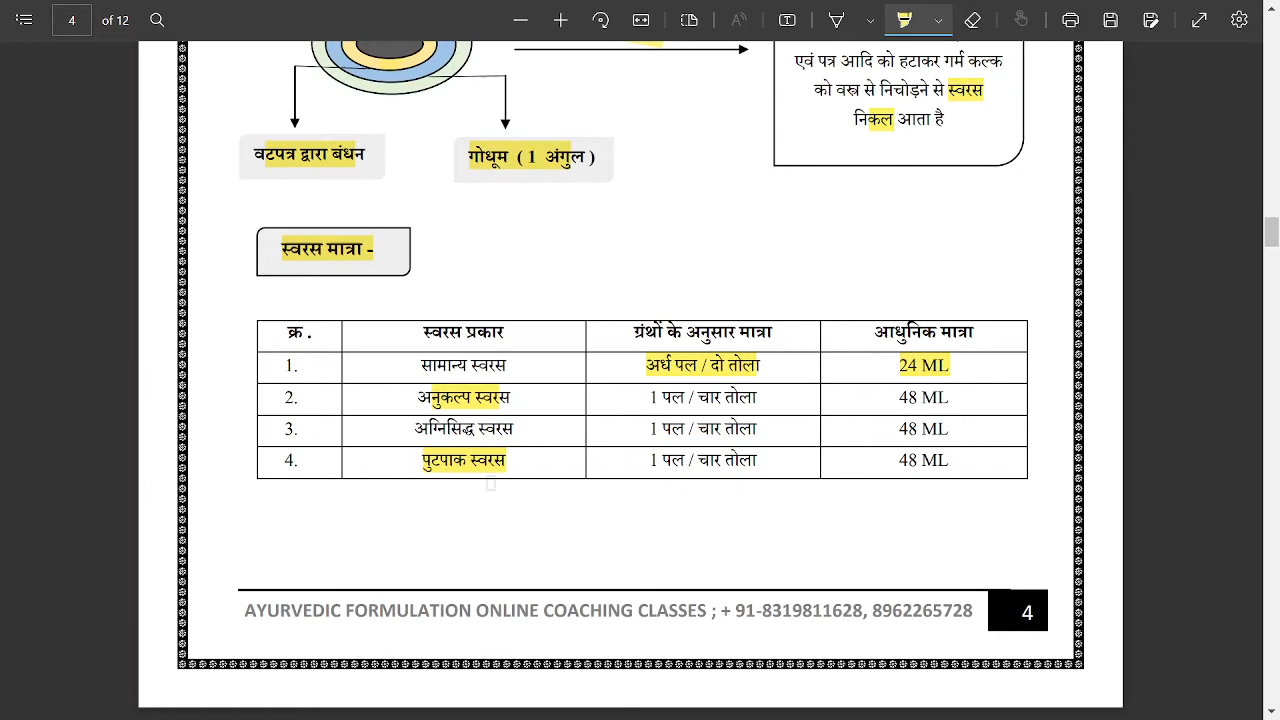 4 of 12
एवं पत्र आदि को हटाकर गर्म कल्क
को वस्त्र से निचोड़ने से स्वरस
निकल आता है
वटपत्र द्वारा बंधन
गोधूम ( 1 अंगुल )
स्वरस मात्रा -
क्र . स्वरस प्रकार ग्रंथों के अनुसार मात्रा आधुनिक मात्रा
1. सामान्य स्वरस अर्ध पल / दो तोला 24 ML
2. अनुकल्प स्वरस 1 पल / चार तोला 48 ML
3. अग्निसिद्ध स्वरस 1 पल / चार तोला 48 ML
4. पुटपाक स्वरस 1 पल / चार तोला 48 ML
AYURVEDIC FORMULATION ONLINE COACHING CLASSES ; + 91-8319811628, 8962265728 4